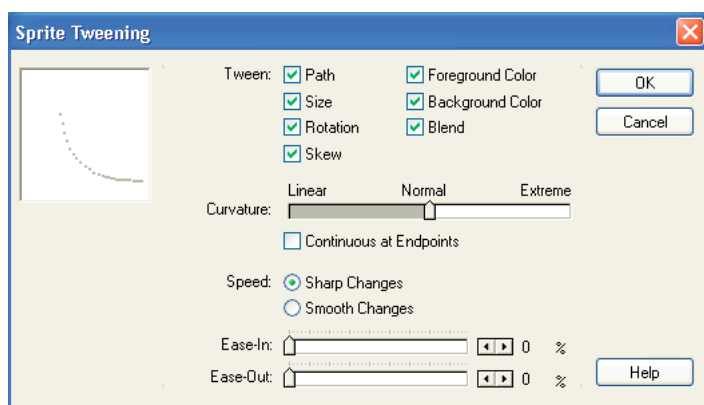 Sprite Tweening
Tween: Path Foreground Color
Size Background Color
Rotation Blend
Skew
OK
Cancel
Linear Normal Extreme
Curvature:
Continuous at Endpoints
Speed: Sharp Changes
Smooth Changes
Ease-In: 0 %
Ease-Out: 0 %
Help